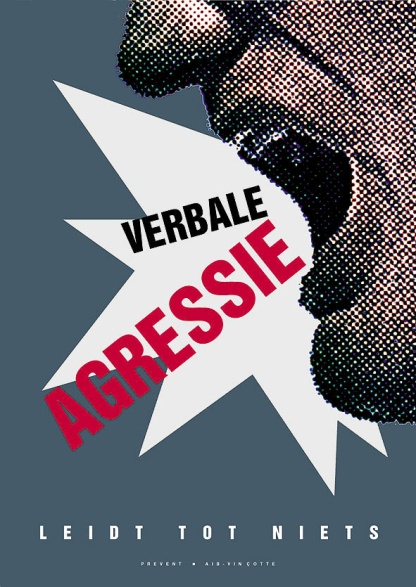 VERBALE
AGRESSIE
LEIDT TOT NIETS
PREVENT ■ AIB-VINÇOTTE